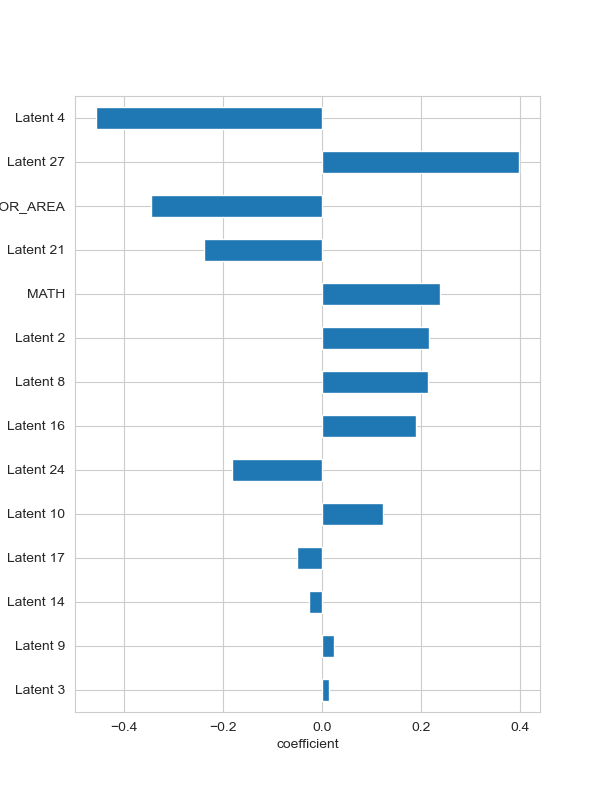 Latent 4
Latent 27
OR_AREA
Latent 21
MATH
Latent 2
Latent 8
Latent 16
Latent 24
Latent 10
Latent 17
Latent 14
Latent 9
Latent 3
−0.4 −0.2 0.0 0.2 0.4
coefficient